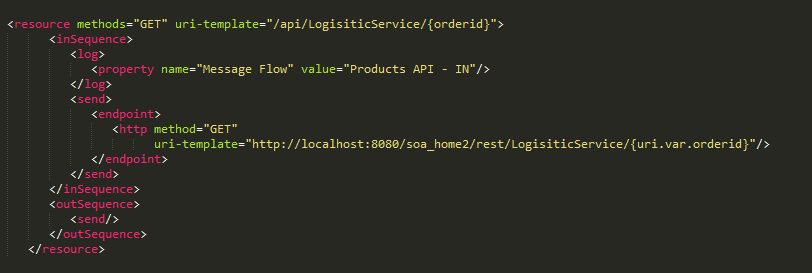 <resource methods="GET" uri-template="/api/LogisiticService/{orderid}">
<inSequence>
<log>
<property name="Message Flow" value="Products API - IN"/>
</log>
<send>
<endpoint>
<http method="GET"
uri-template="http://localhost:8080/soa_home2/rest/LogisiticService/{uri.var.orderid}"/>
</endpoint>
</send>
</inSequence>
<outSequence>
<send/>
</outSequence>
</resource>